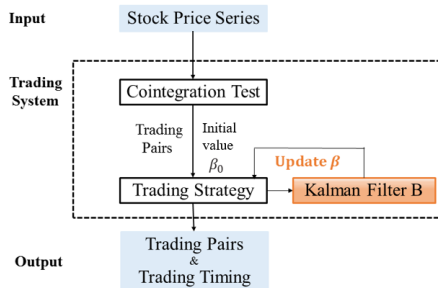 Input
Stock Price Series
Trading
System
Cointegration Test
Trading
Pairs
Initial
value
β₀
Update β
Trading Strategy
Kalman Filter B
Output
Trading Pairs
&
Trading Timing